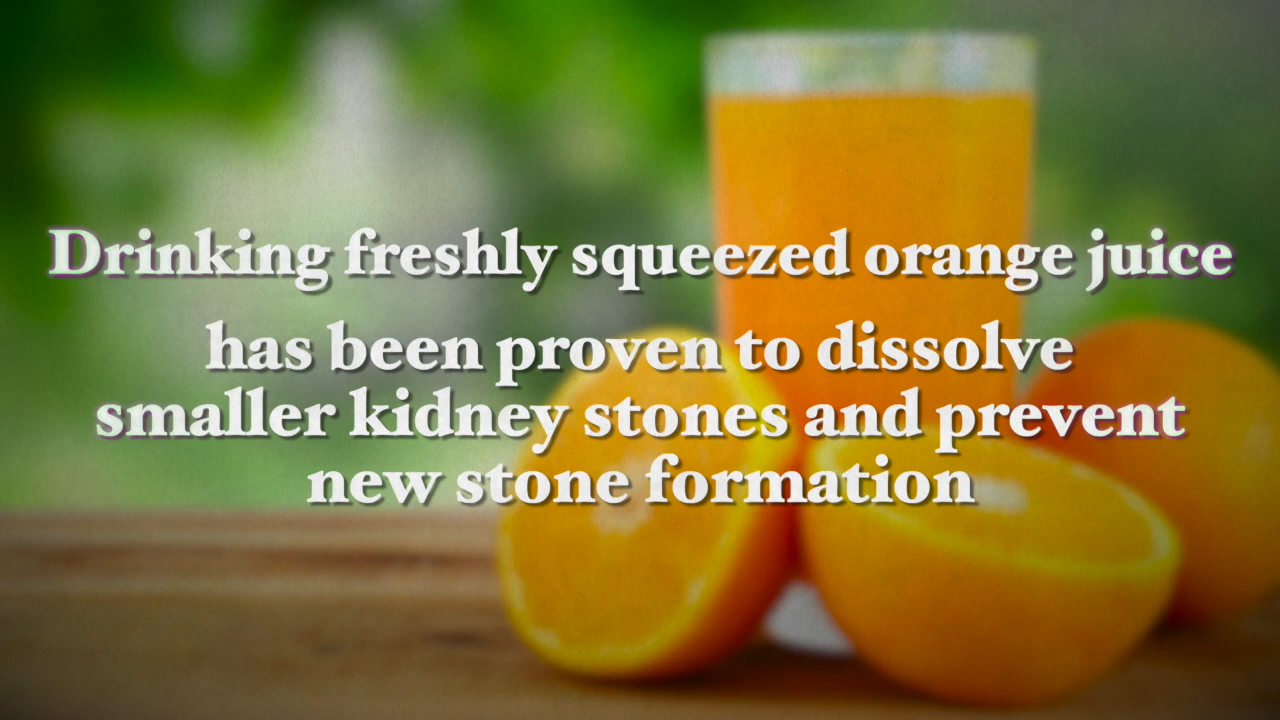 Drinking freshly squeezed orange juice
has been proven to dissolve
smaller kidney stones and prevent
new stone formation